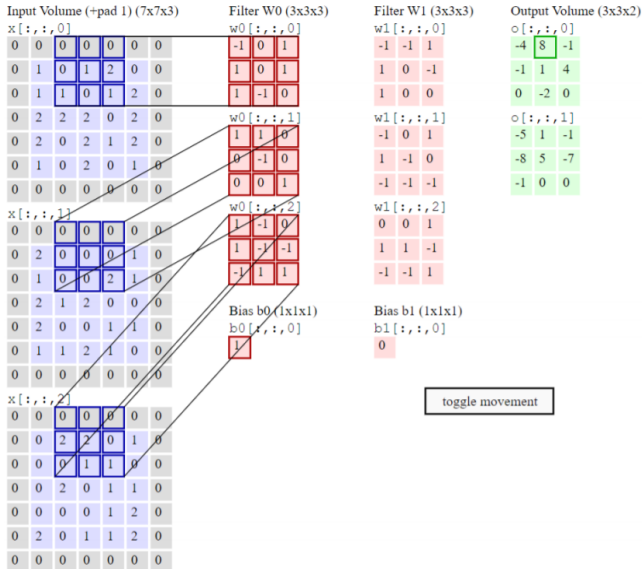 Input Volume (+pad 1) (7x7x3)
x[:,:,0]
0 0 0 0 0 0 0
0 1 0 1 2 0 0
0 1 1 0 1 2 0
0 2 2 2 0 2 0
0 2 0 2 1 2 0
0 1 0 2 0 1 0
0 0 0 0 0 0 0
x[:,:,1]
0 0 0 0 0 0 0
0 2 0 0 0 1 0
0 1 0 0 2 1 0
0 2 1 2 0 0 0
0 2 0 0 1 1 0
0 1 1 2 1 0 0
0 0 0 0 0 0 0
x[:,:,2]
0 0 0 0 0 0 0
0 0 2 2 0 1 0
0 0 0 1 1 0 0
0 0 2 0 1 1 0
0 0 0 0 1 2 0
0 2 0 1 1 2 0
0 0 0 0 0 0 0
Filter W0 (3x3x3)
w0[:,:,0]
-1 0 1
1 0 1
1 -1 0
w0[:,:,1]
1 1 0
0 -1 0
0 0 1
w0[:,:,2]
1 -1 0
1 -1 -1
-1 1 1
Bias b0 (1x1x1)
b0[:,:,0]
1
Filter W1 (3x3x3)
w1[:,:,0]
-1 -1 1
1 0 -1
1 0 0
w1[:,:,1]
-1 0 1
1 -1 0
-1 -1 -1
w1[:,:,2]
0 0 1
1 1 -1
-1 -1 1
Bias b1 (1x1x1)
b1[:,:,0]
0
Output Volume (3x3x2)
o[:,:,0]
-4 8 -1
-1 1 4
0 -2 0
o[:,:,1]
-5 1 -1
-8 5 -7
-1 0 0
toggle movement